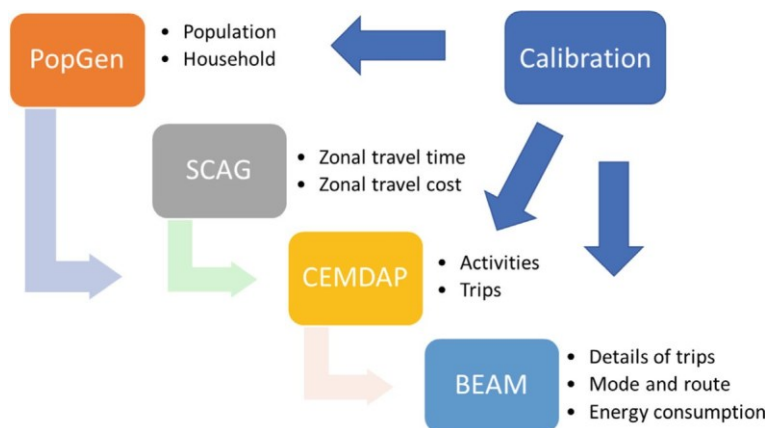 PopGen
• Population
• Household
Calibration
SCAG
• Zonal travel time
• Zonal travel cost
CEMDAP
• Activities
• Trips
BEAM
• Details of trips
• Mode and route
• Energy consumption